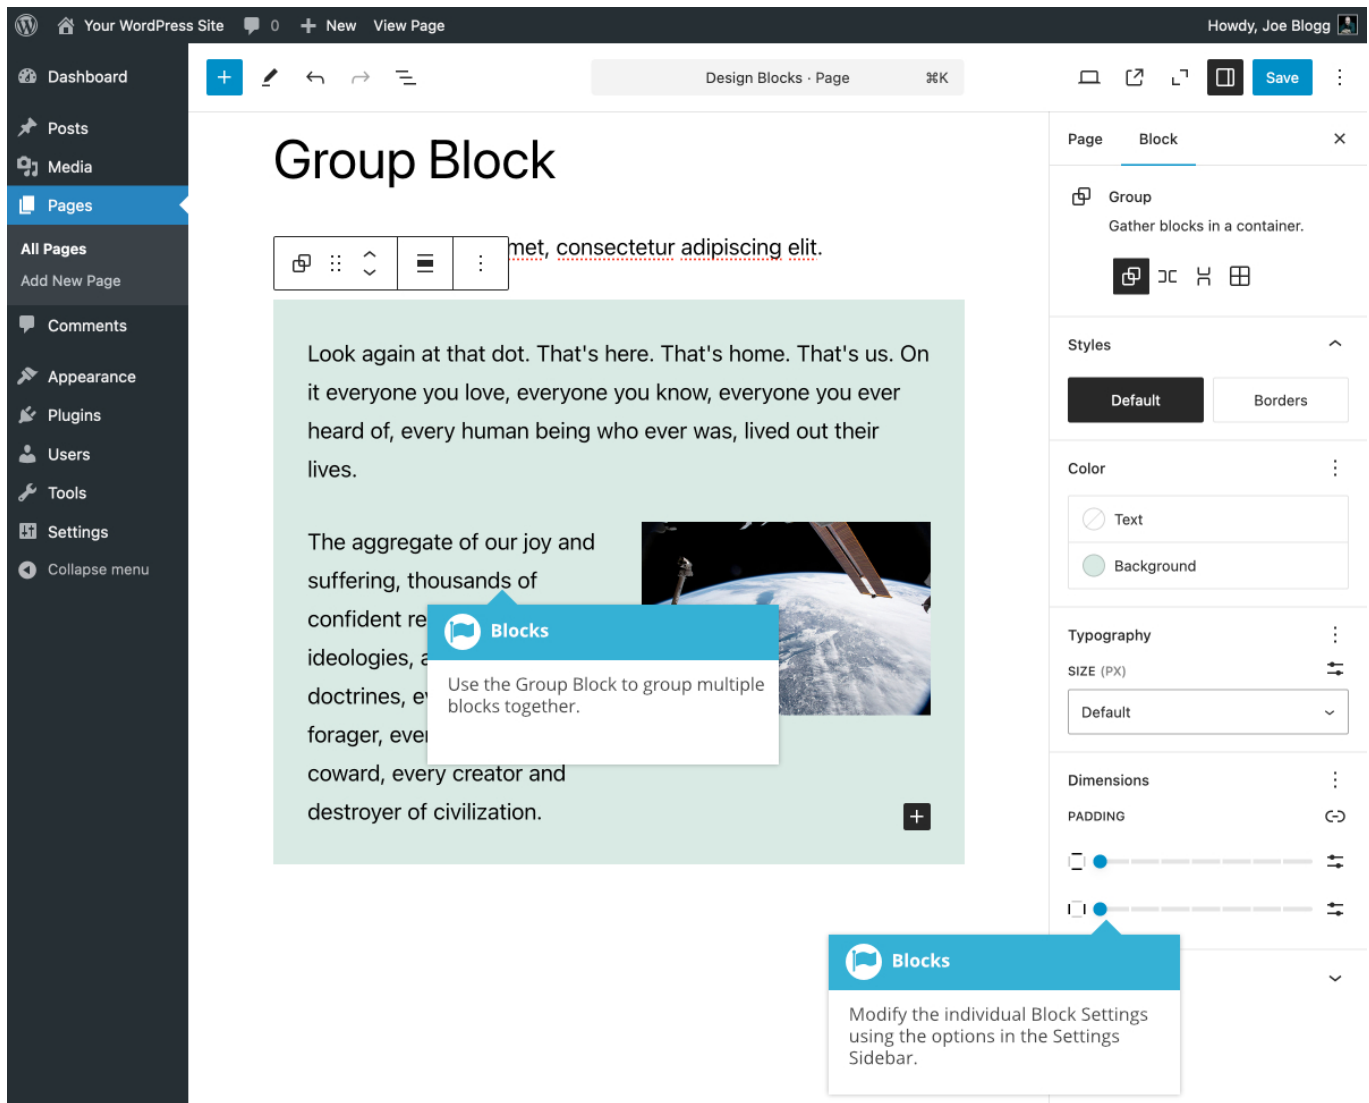 Your WordPress Site
0
New
View Page
Howdy, Joe Blogg
Dashboard
Posts
Media
Pages
All Pages
Add New Page
Comments
Appearance
Plugins
Users
Tools
Settings
Collapse menu
Design Blocks · Page
⌘K
Save
Group Block
met, consectetur adipiscing elit.
Look again at that dot. That's here. That's home. That's us. On
it everyone you love, everyone you know, everyone you ever
heard of, every human being who ever was, lived out their
lives.
The aggregate of our joy and
suffering, thousands of
confident re
ideologies, a
doctrines, ev
forager, ever
coward, every creator and
destroyer of civilization.
Blocks
Use the Group Block to group multiple
blocks together.
Page
Block
Group
Gather blocks in a container.
Styles
Default
Borders
Color
Text
Background
Typography
SIZE (PX)
Default
Dimensions
PADDING
Blocks
Modify the individual Block Settings
using the options in the Settings
Sidebar.